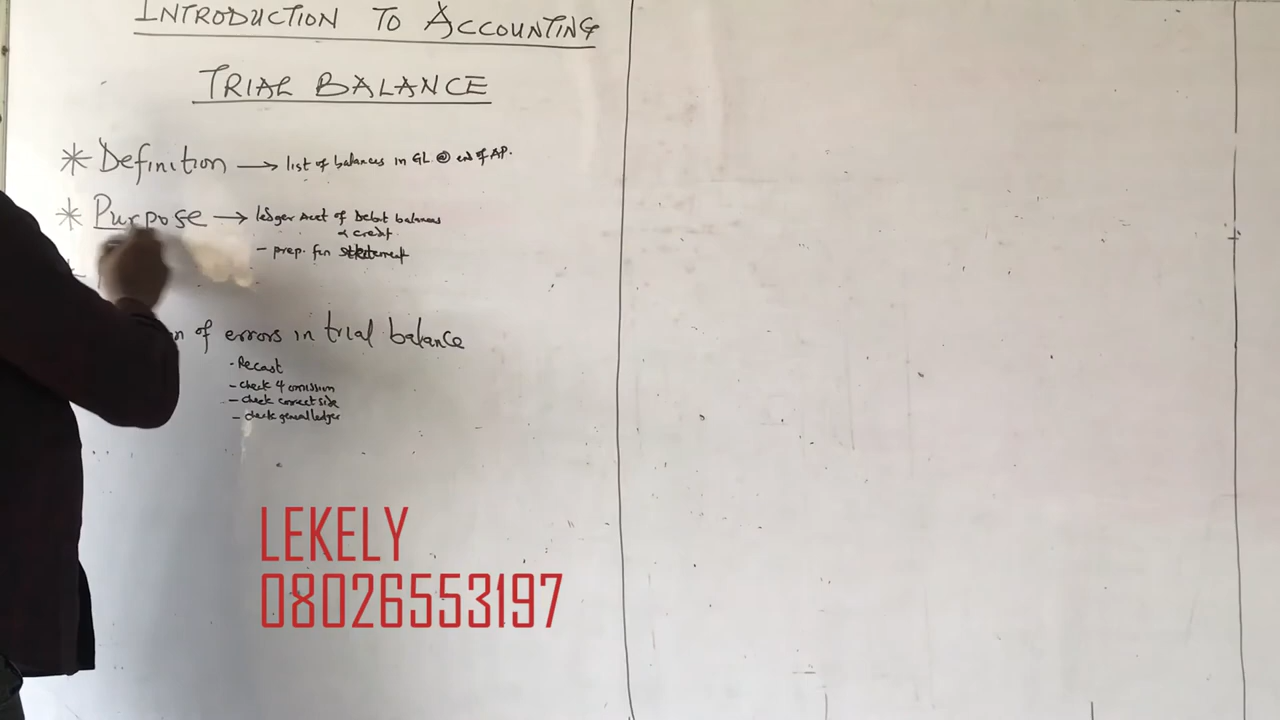 INTRODUCTION TO ACCOUNTING
TRIAL BALANCE
* Definition → list of balances in GL @ end of AP.
* Purpose → ledger acct of Debit balances
& credit.
- prep. fin statement
*
of errors in trial balance
- Recast
- check 4 omission
- check correct side
- check general ledger
LEKELY
08026553197